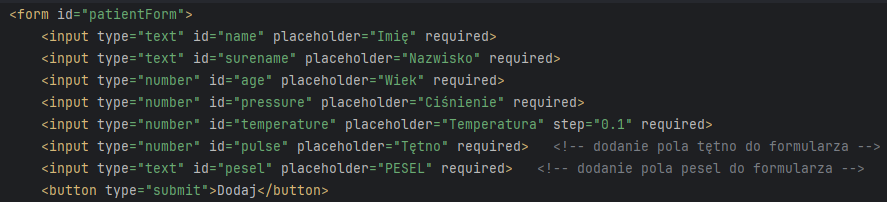 <form id="patientForm">
<input type="text" id="name" placeholder="Imię" required>
<input type="text" id="surename" placeholder="Nazwisko" required>
<input type="number" id="age" placeholder="Wiek" required>
<input type="number" id="pressure" placeholder="Ciśnienie" required>
<input type="number" id="temperature" placeholder="Temperatura" step="0.1" required>
<input type="number" id="pulse" placeholder="Tętno" required> <!-- dodanie pola tętno do formularza -->
<input type="text" id="pesel" placeholder="PESEL" required> <!-- dodanie pola pesel do formularza -->
<button type="submit">Dodaj</button>